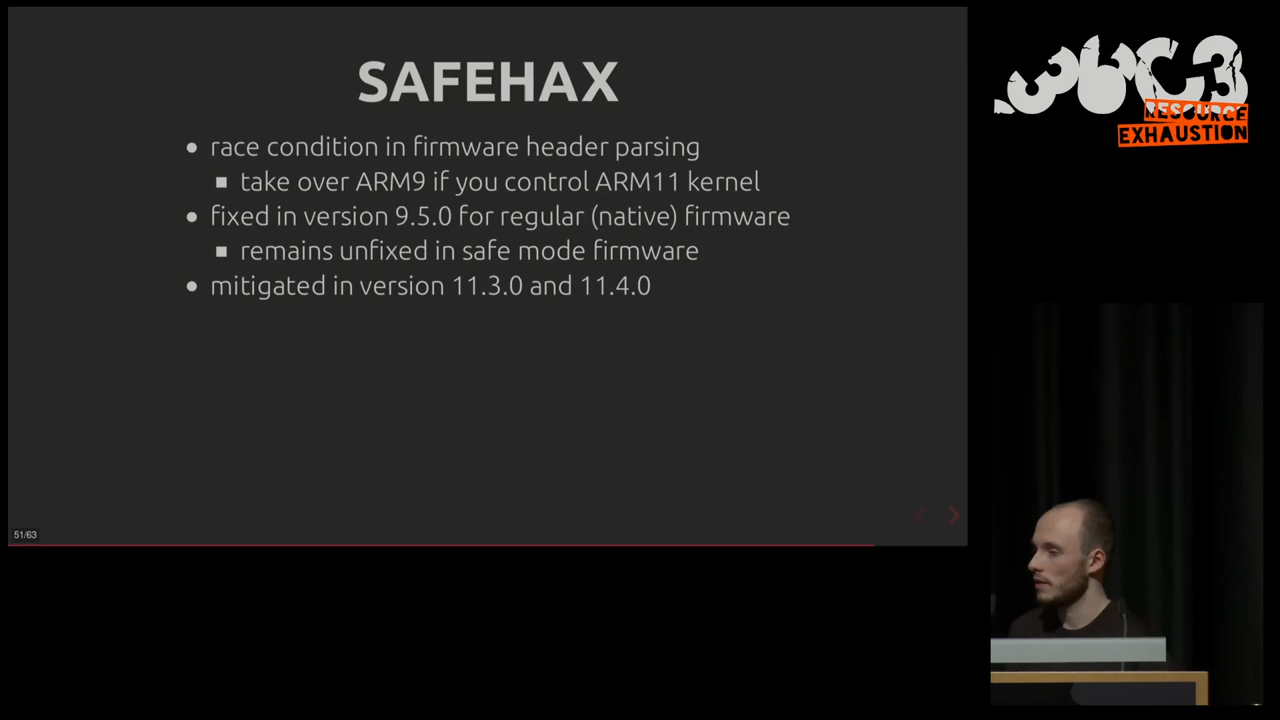 SAFEHAX
● race condition in firmware header parsing
■ take over ARM9 if you control ARM11 kernel
● fixed in version 9.5.0 for regular (native) firmware
■ remains unfixed in safe mode firmware
● mitigated in version 11.3.0 and 11.4.0
51/63
36C3
RESOURCE
EXHAUSTION